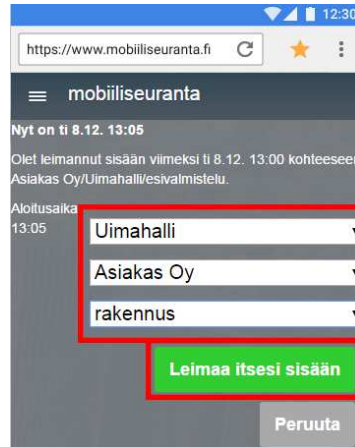 12:30
https://www.mobiiliseuranta.fi
mobiiliseuranta
Nyt on ti 8.12. 13:05
Olet leimannut sisään viimeksi ti 8.12. 13:00 kohteeseen
Asiakas Oy/Uimahalli/esivalmistelu.
Aloitusaika
13:05
Uimahalli
Asiakas Oy
rakennus
Leimaa itsesi sisään
Peruuta